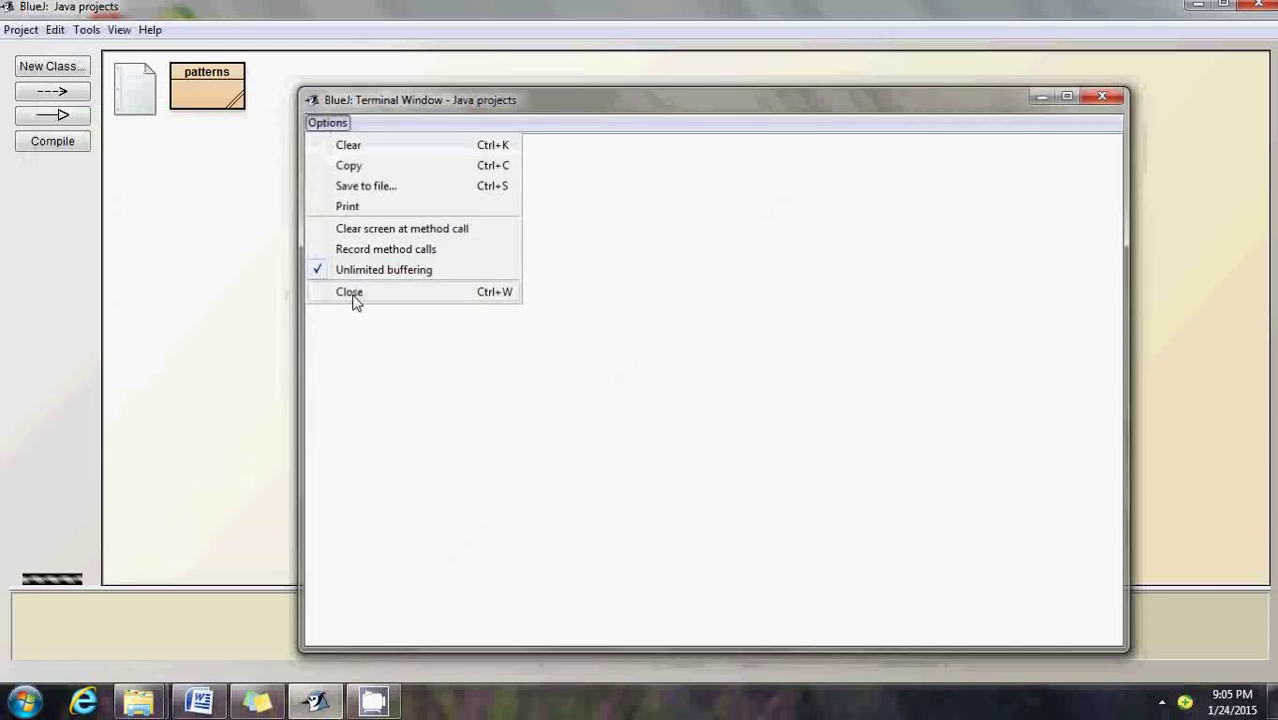 BlueJ: Java projects
Project Edit Tools View Help
New Class...
patterns
Compile
BlueJ: Terminal Window - Java projects
Options
Clear Ctrl+K
Copy Ctrl+C
Save to file... Ctrl+S
Print
Clear screen at method call
Record method calls
Unlimited buffering
Close Ctrl+W
9:05 PM
1/24/2015